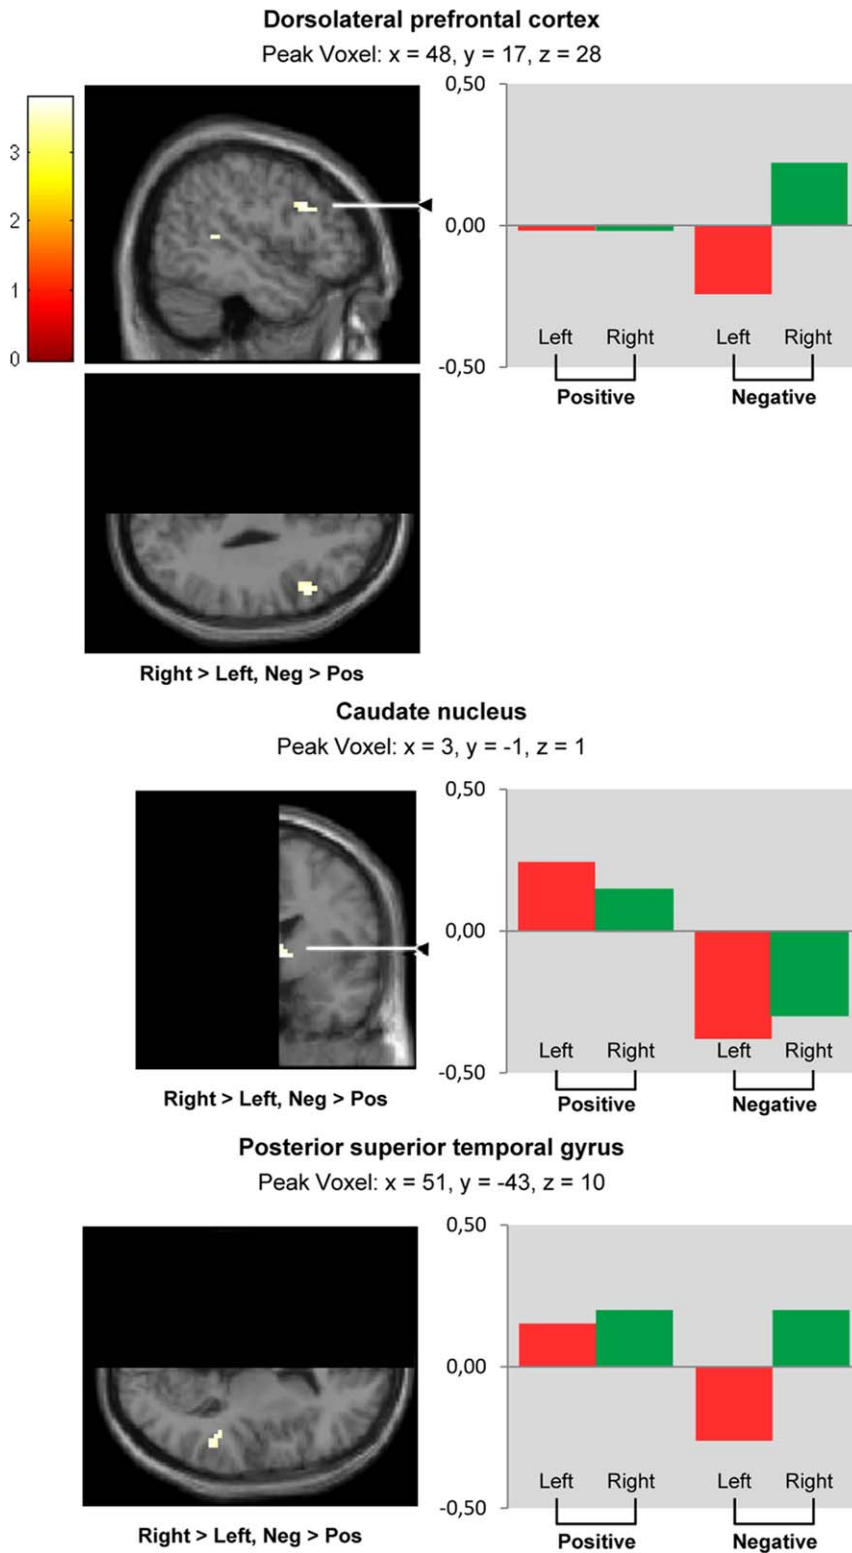 Dorsolateral prefrontal cortex
Peak Voxel: x = 48, y = 17, z = 28
3
2
1
0
0,50
0,00
-0,50
Left Right Left Right
Positive Negative
Right > Left, Neg > Pos
Caudate nucleus
Peak Voxel: x = 3, y = -1, z = 1
0,50
0,00
-0,50
Left Right Left Right
Positive Negative
Right > Left, Neg > Pos
Posterior superior temporal gyrus
Peak Voxel: x = 51, y = -43, z = 10
0,50
0,00
-0,50
Left Right Left Right
Positive Negative
Right > Left, Neg > Pos